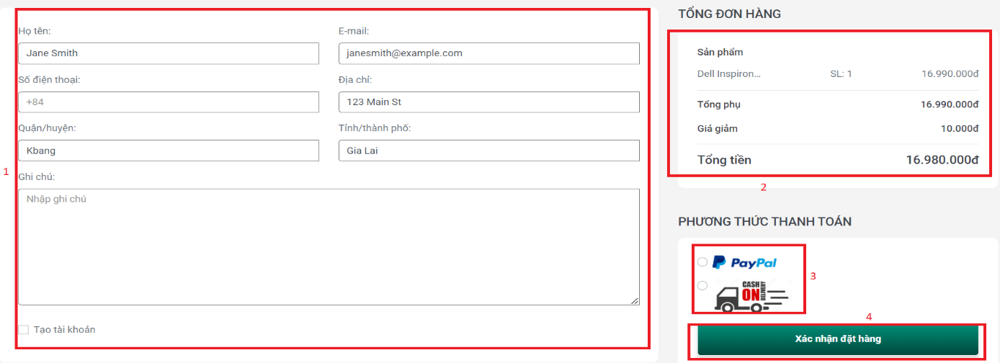 Họ tên:
E-mail:
Jane Smith
janesmith@example.com
Số điện thoại:
Địa chỉ:
+84
123 Main St
Quận/huyện:
Tỉnh/thành phố:
Kbang
Gia Lai
1
Ghi chú:
Nhập ghi chú
Tạo tài khoản
TỔNG ĐƠN HÀNG
Sản phẩm
Dell Inspiron... SL: 1 16.990.000đ
Tổng phụ 16.990.000đ
Giá giảm 10.000đ
Tổng tiền 16.980.000đ
2
PHƯƠNG THỨC THANH TOÁN
PayPal
CASH ON DELIVERY
3
4
Xác nhận đặt hàng